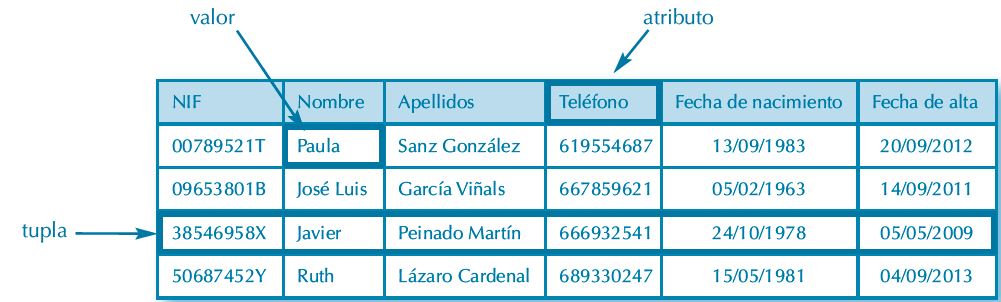 valor atributo
NIF Nombre Apellidos Teléfono Fecha de nacimiento Fecha de alta
00789521T Paula Sanz González 619554687 13/09/1983 20/09/2012
09653801B José Luis García Viñals 667859621 05/02/1963 14/09/2011
tupla 38546958X Javier Peinado Martín 666932541 24/10/1978 05/05/2009
50687452Y Ruth Lázaro Cardenal 689330247 15/05/1981 04/09/2013